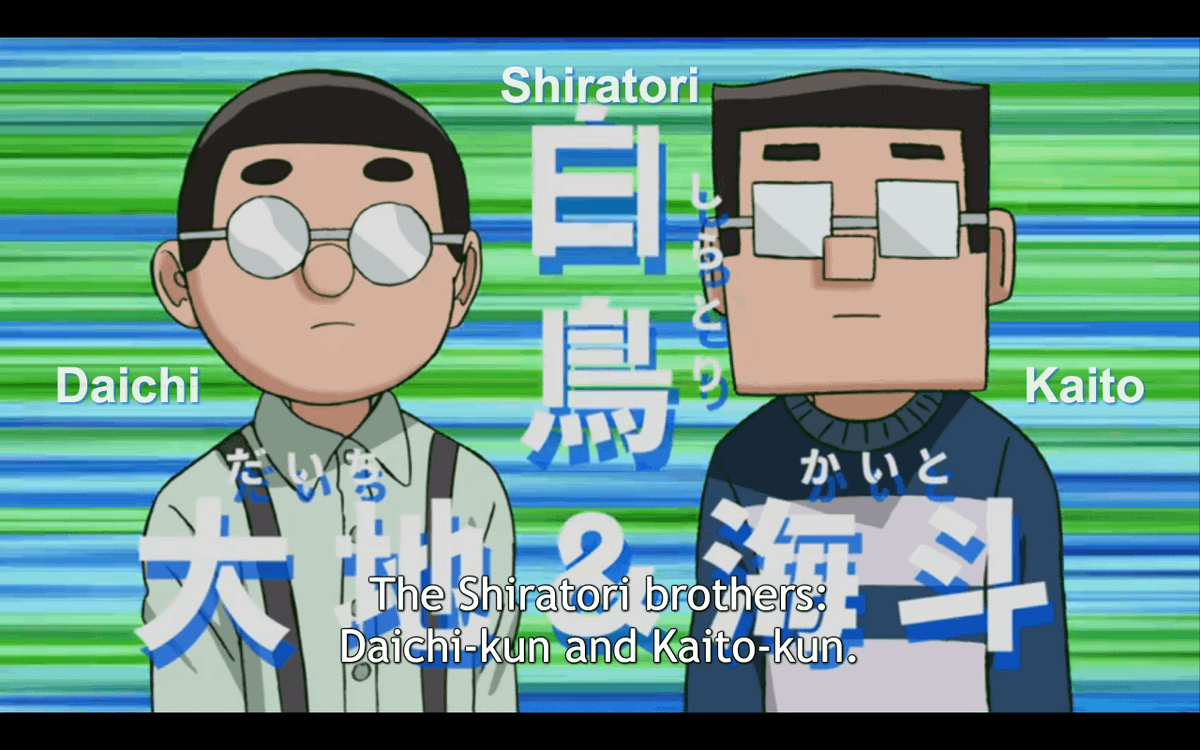 Shiratori
白鳥
しらとり
Daichi
Kaito
だいち
かいと
大地&海斗
The Shiratori brothers:
Daichi-kun and Kaito-kun.